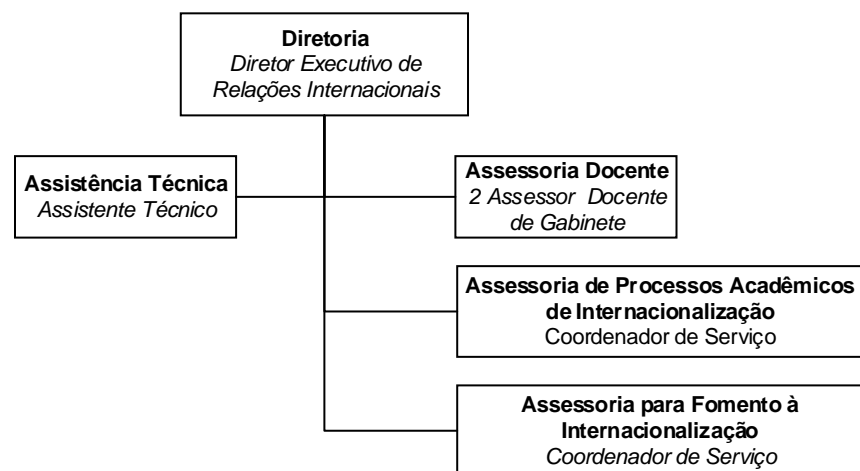 Diretoria
Diretor Executivo de
Relações Internacionais
Assistência Técnica
Assistente Técnico
Assessoria Docente
2 Assessor Docente
de Gabinete
Assessoria de Processos Acadêmicos
de Internacionalização
Coordenador de Serviço
Assessoria para Fomento à
Internacionalização
Coordenador de Serviço